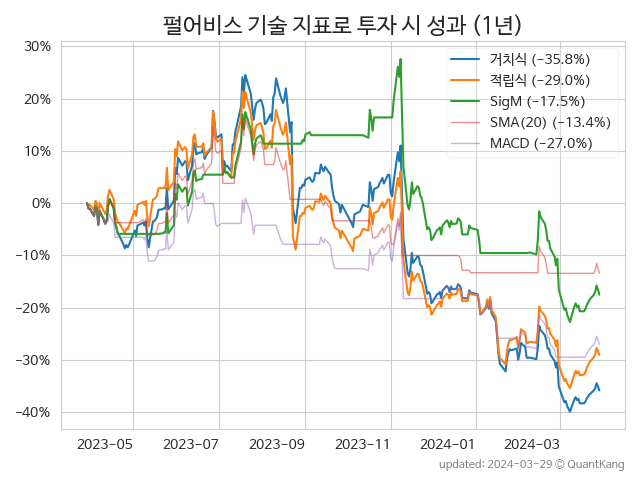 펄어비스 기술 지표로 투자 시 성과 (1년)
30%
20%
10%
0%
−10%
−20%
−30%
−40%
거치식 (−35.8%)
적립식 (−29.0%)
SigM (−17.5%)
SMA(20) (−13.4%)
MACD (−27.0%)
2023−05 2023−07 2023−09 2023−11 2024−01 2024−03
updated: 2024−03−29 © QuantKang